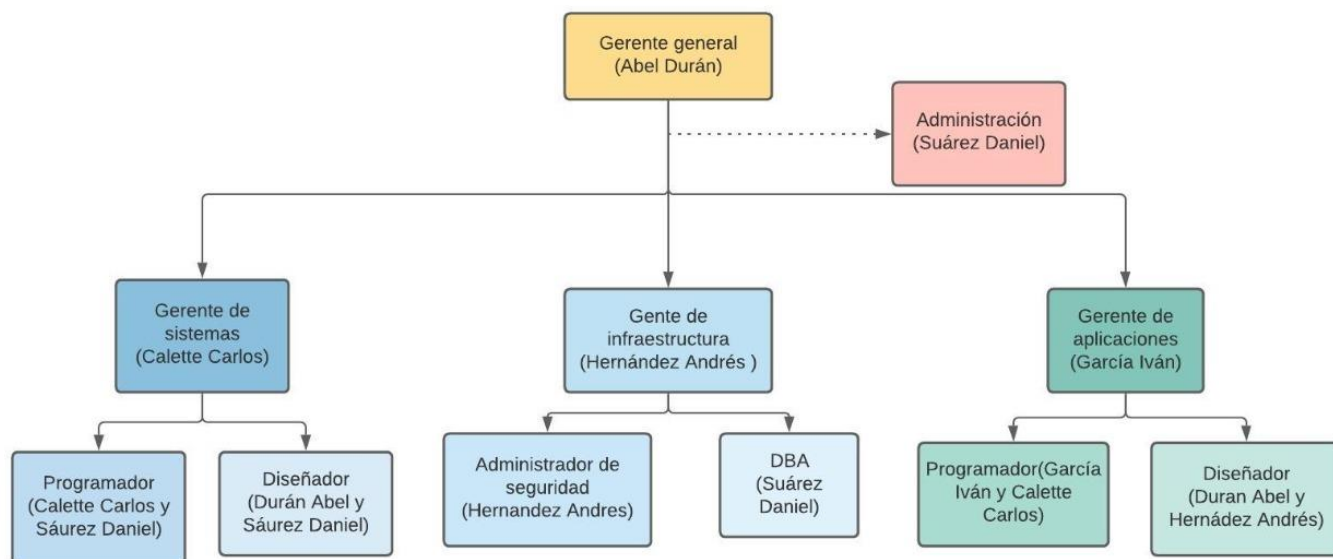 Gerente general
(Abel Durán)
Administración
(Suárez Daniel)
Gerente de
sistemas
(Calette Carlos)
Gente de
infraestructura
(Hernández Andrés )
Gerente de
aplicaciones
(García Iván)
Programador
(Calette Carlos y
Sáurez Daniel)
Diseñador
(Durán Abel y
Sáurez Daniel)
Administrador de
seguridad
(Hernandez Andres)
DBA
(Suárez
Daniel)
Programador(García
Iván y Calette
Carlos)
Diseñador
(Duran Abel y
Hernádez Andrés)